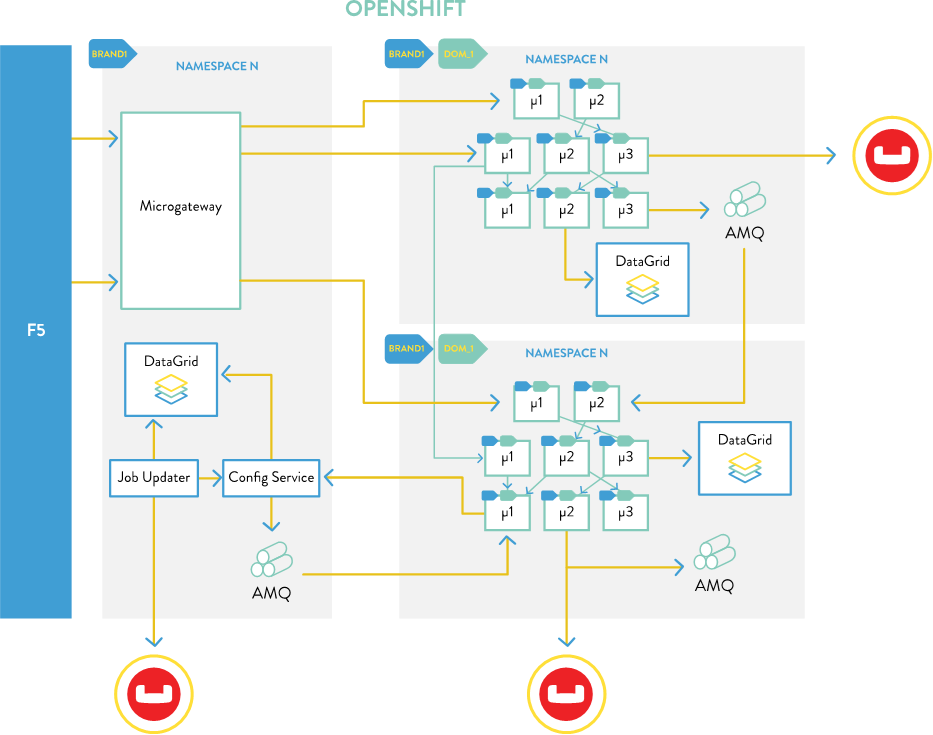 OPENSHIFT
F5
BRAND1
NAMESPACE N
Microgateway
DataGrid
Job Updater
Config Service
AMQ
BRAND1
DOM_1
NAMESPACE N
µ1
µ2
µ1
µ2
µ3
µ1
µ2
µ3
AMQ
DataGrid
BRAND1
DOM_1
NAMESPACE N
µ1
µ2
µ1
µ2
µ3
DataGrid
µ1
µ2
µ3
AMQ